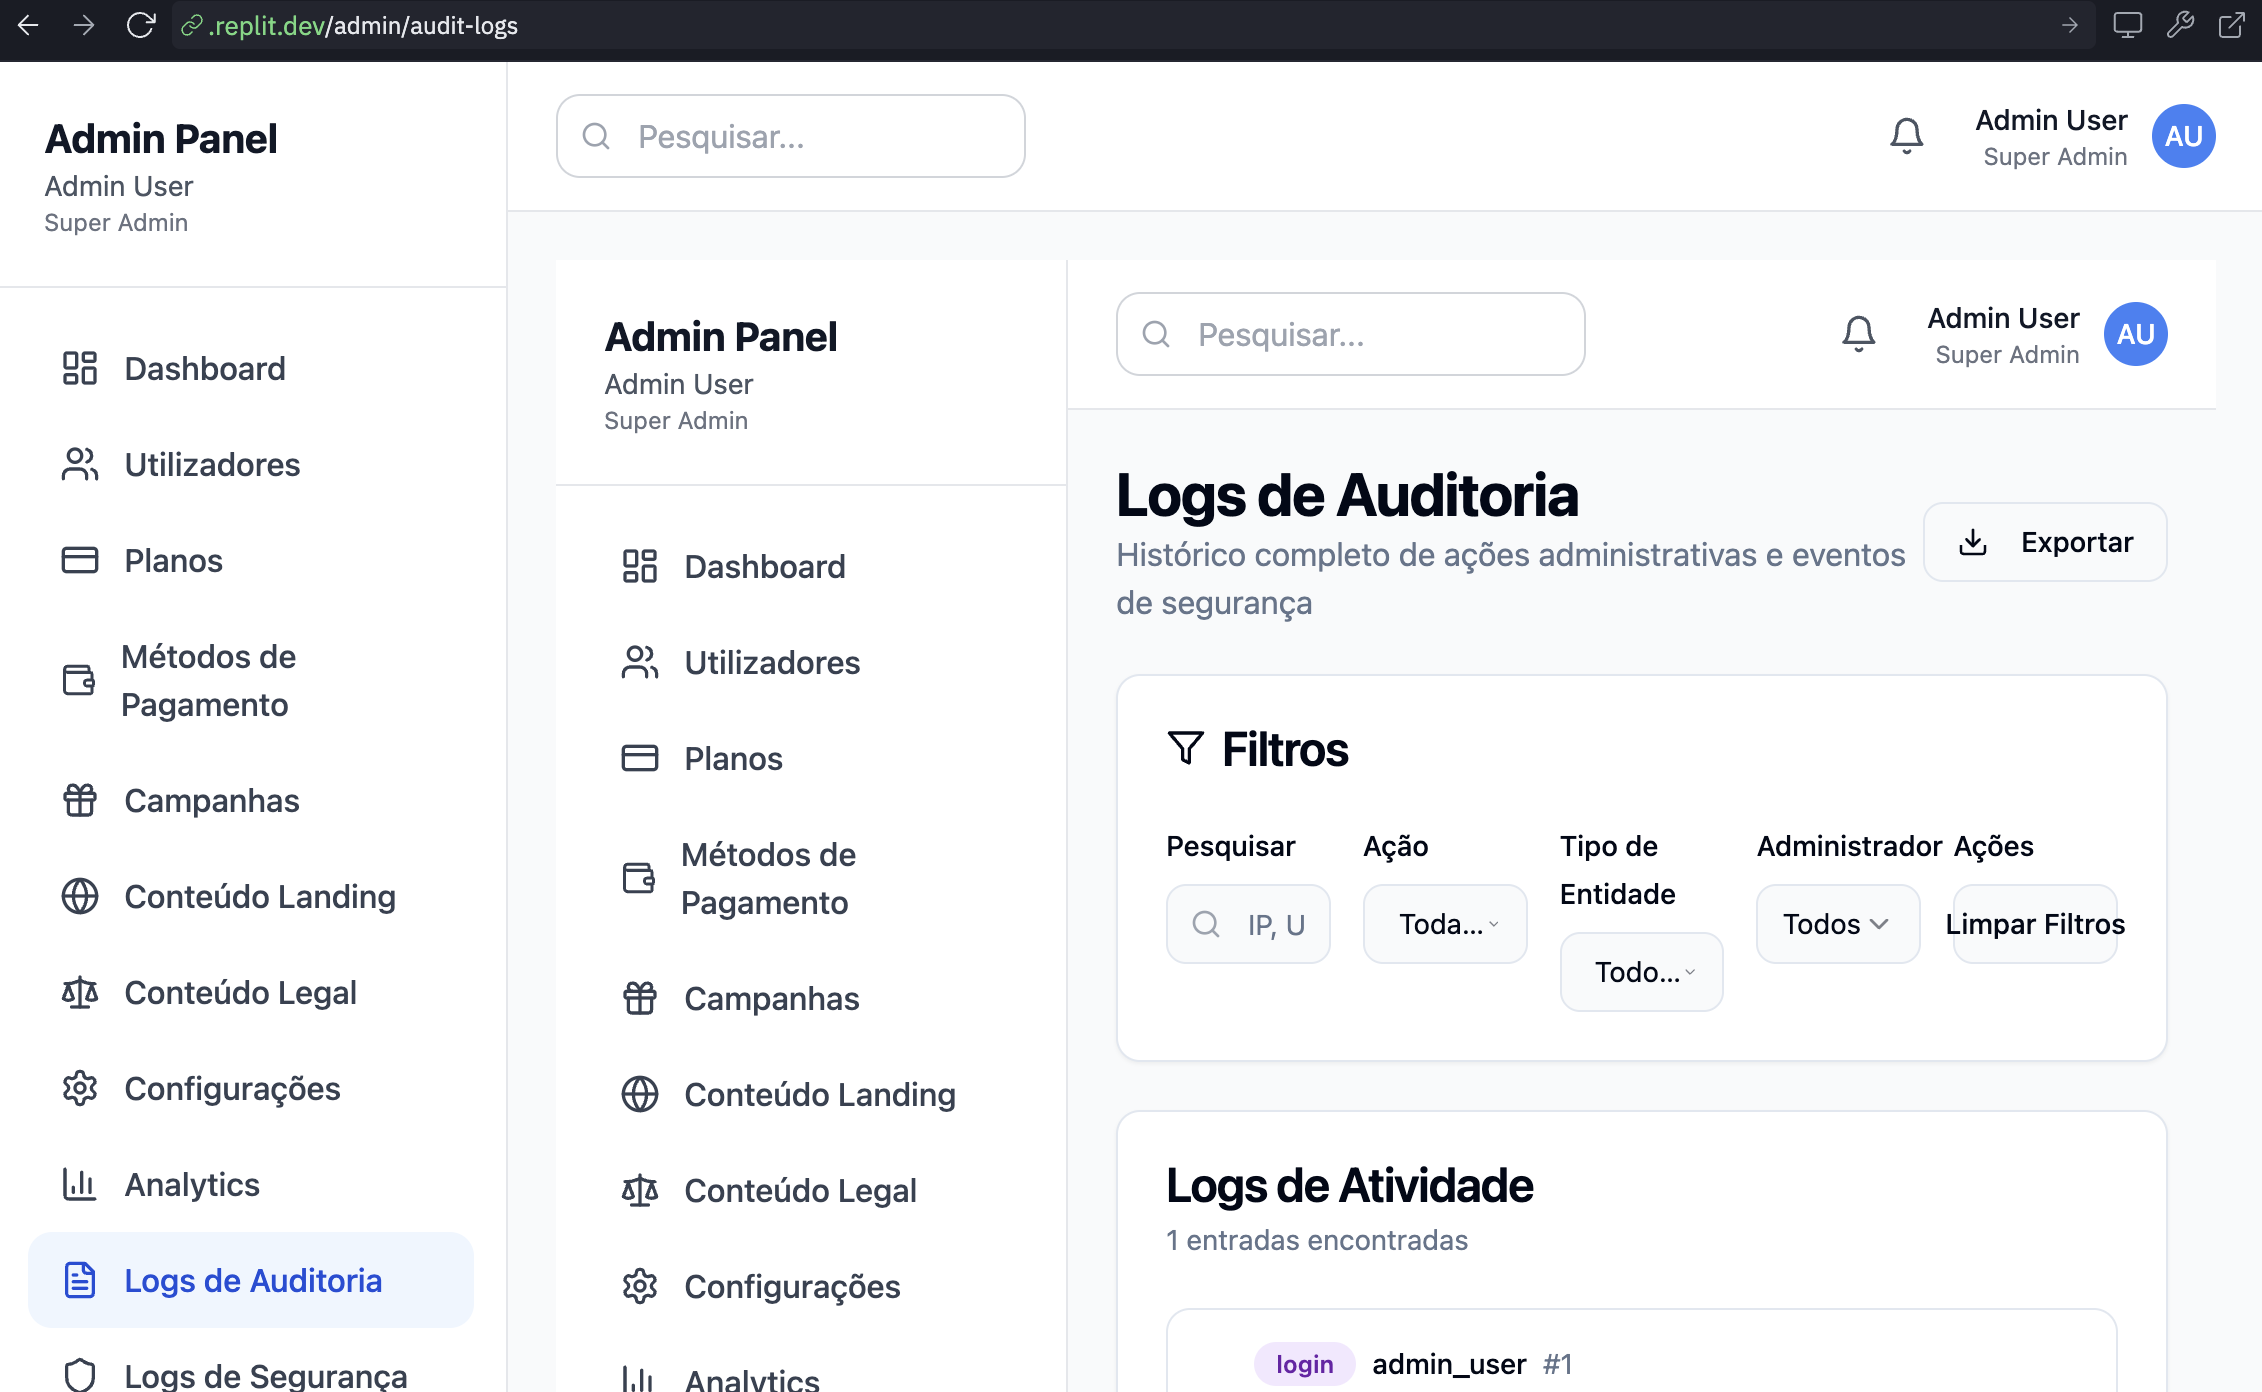 .replit.dev/admin/audit-logs
Admin Panel
Admin User
Super Admin
Dashboard
Utilizadores
Planos
Métodos de
Pagamento
Campanhas
Conteúdo Landing
Conteúdo Legal
Configurações
Analytics
Logs de Auditoria
Logs de Segurança
Pesquisar...
Admin User
Super Admin
AU
Admin Panel
Admin User
Super Admin
Dashboard
Utilizadores
Planos
Métodos de
Pagamento
Campanhas
Conteúdo Landing
Conteúdo Legal
Configurações
Analytics
Pesquisar...
Admin User
Super Admin
AU
Logs de Auditoria
Histórico completo de ações administrativas e eventos
de segurança
Exportar
Filtros
Pesquisar
IP, U
Ação
Toda...
Tipo de
Entidade
Todo...
Administrador
Todos
Ações
Limpar Filtros
Logs de Atividade
1 entradas encontradas
login admin_user #1